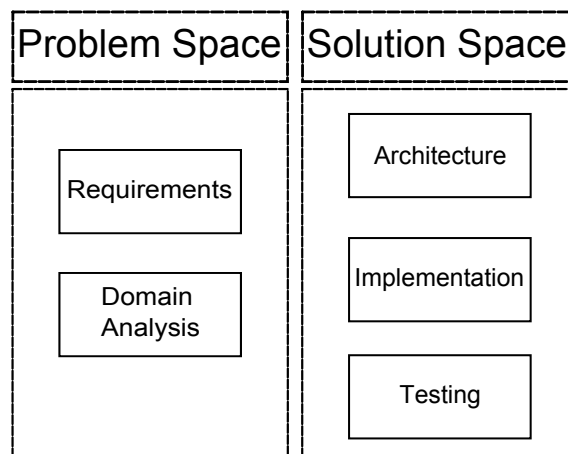 Problem Space
Solution Space
Requirements
Domain
Analysis
Architecture
Implementation
Testing